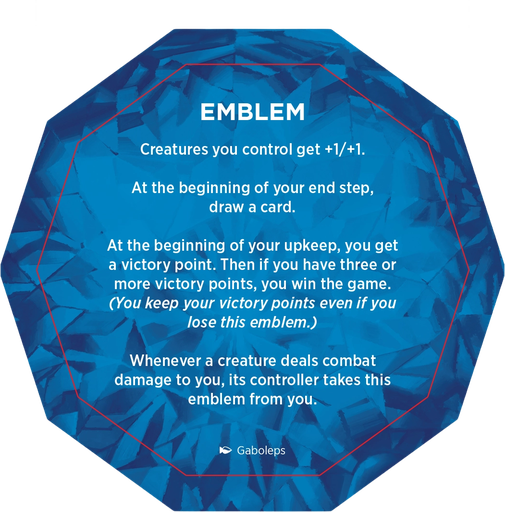 EMBLEM
Creatures you control get +1/+1.
At the beginning of your end step,
draw a card.
At the beginning of your upkeep, you get
a victory point. Then if you have three or
more victory points, you win the game.
(You keep your victory points even if you
lose this emblem.)
Whenever a creature deals combat
damage to you, its controller takes this
emblem from you.
Gaboleps